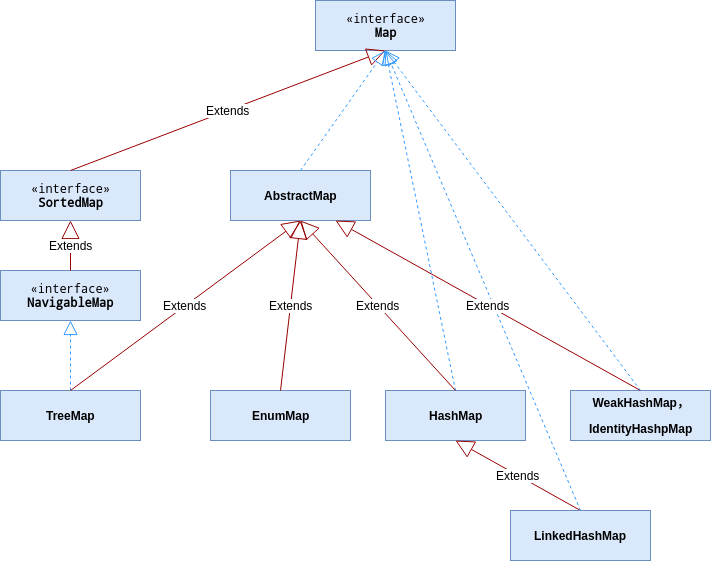 «interface»
Map
Extends
«interface»
SortedMap
AbstractMap
Extends
«interface»
NavigableMap
Extends
Extends
Extends
Extends
TreeMap
EnumMap
HashMap
WeakHashMap,
IdentityHashpMap
Extends
LinkedHashMap